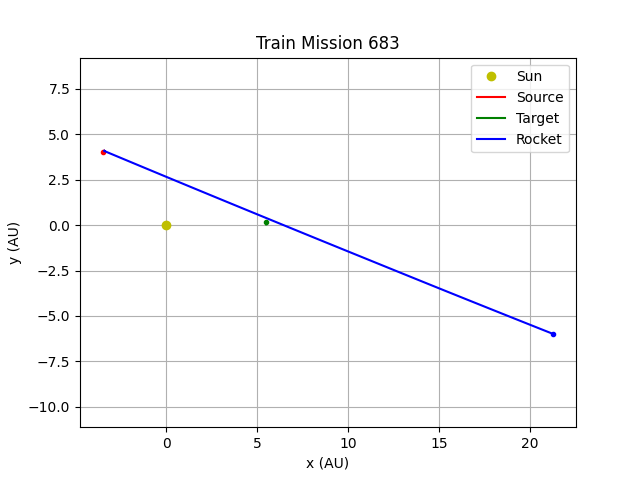 Train Mission 683
Sun
Source
Target
Rocket
7.5
5.0
2.5
0.0
−2.5
−5.0
−7.5
−10.0
y (AU)
0 5 10 15 20
x (AU)